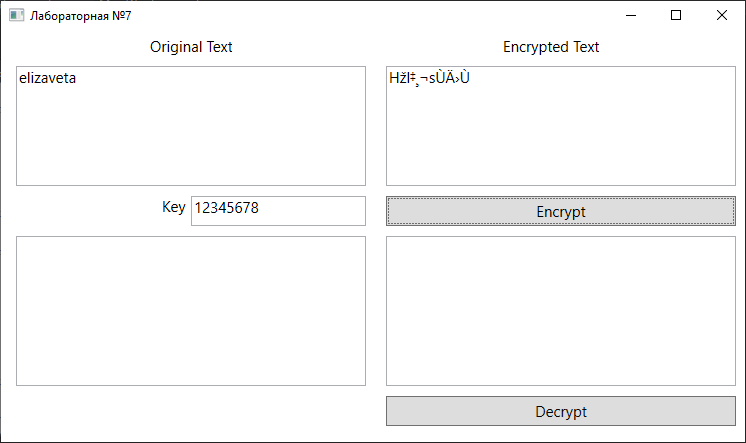 Лабораторная №7
Original Text
Encrypted Text
elizaveta
HžI‡¸¬sÙÄ›Ù
Key
12345678
Encrypt
Decrypt